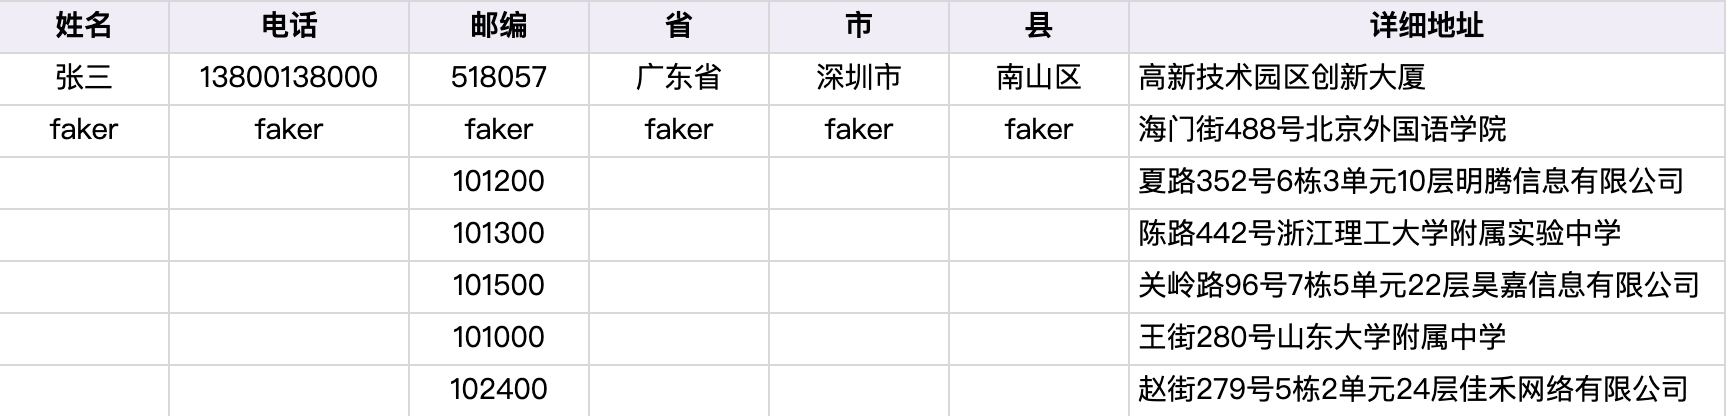 姓名 电话 邮编 省 市 县 详细地址
张三 13800138000 518057 广东省 深圳市 南山区 高新技术园区创新大厦
faker faker faker faker faker faker 海门街488号北京外国语学院
101200 夏路352号6栋3单元10层明腾信息有限公司
101300 陈路442号浙江理工大学附属实验中学
101500 关岭路96号7栋5单元22层昊嘉信息有限公司
101000 王街280号山东大学附属中学
102400 赵街279号5栋2单元24层佳禾网络有限公司